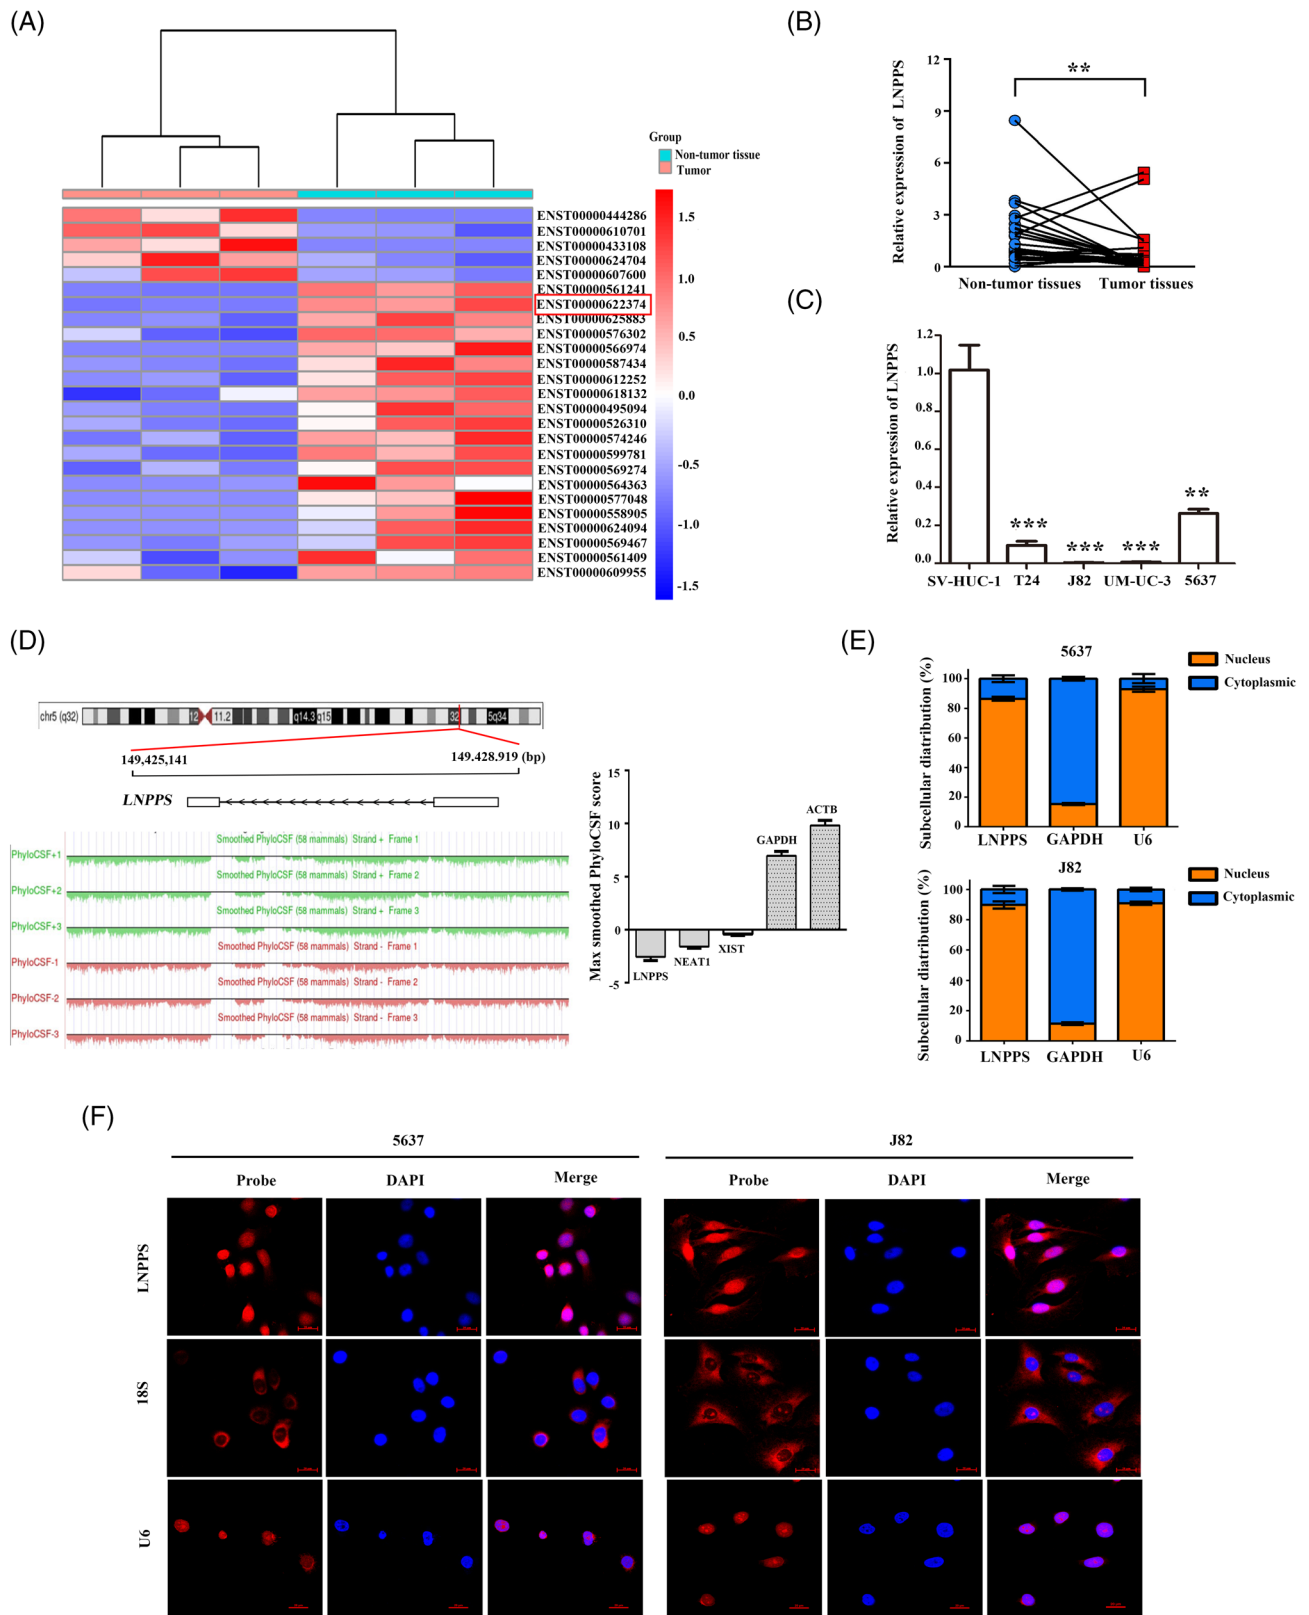 (A)
Group
Non-tumor tissue
Tumor
ENST00000444286
ENST00000610701
ENST00000433108
ENST00000624704
ENST00000607600
ENST00000561241
ENST00000622374
ENST00000625883
ENST00000576302
ENST00000566974
ENST00000587434
ENST00000612252
ENST00000618132
ENST00000495094
ENST00000526310
ENST00000574246
ENST00000599781
ENST00000569274
ENST00000564363
ENST00000577048
ENST00000558905
ENST00000624094
ENST00000569467
ENST00000561409
ENST00000609955
1.5
1.0
0.5
0.0
-0.5
-1.0
-1.5
(B)
Relative expression of LNPPS
12
9
6
3
0
**
Non-tumor tissues Tumor tissues
(C)
Relative expression of LNPPS
1.2
1.0
0.8
0.6
0.4
0.2
0.0
*** *** *** **
SV-HUC-1 T24 J82 UM-UC-3 5637
(D)
chr5 (q32) 12 11.2 q14.3 q15 32 5q34
149,425,141 149.428.919 (bp)
LNPPS
Smoothed PhyloCSF (58 mammals) Strand + Frame 1
PhyloCSF+1
Smoothed PhyloCSF (58 mammals) Strand + Frame 2
PhyloCSF+2
Smoothed PhyloCSF (58 mammals) Strand + Frame 3
PhyloCSF+3
Smoothed PhyloCSF (58 mammals) Strand - Frame 1
PhyloCSF-1
Smoothed PhyloCSF (58 mammals) Strand - Frame 2
PhyloCSF-2
Smoothed PhyloCSF (58 mammals) Strand - Frame 3
PhyloCSF-3
Max smoothed PhyloCSF score
15
10
5
0
-5
LNPPS
NEAT1
XIST
GAPDH
ACTB
(E)
5637
Subcellular diatribution (%)
100
80
60
40
20
0
LNPPS GAPDH U6
Nucleus
Cytoplasmic
J82
Subcellular diatribution (%)
100
80
60
40
20
0
LNPPS GAPDH U6
Nucleus
Cytoplasmic
(F)
5637 J82
Probe DAPI Merge Probe DAPI Merge
LNPPS
18S
U6